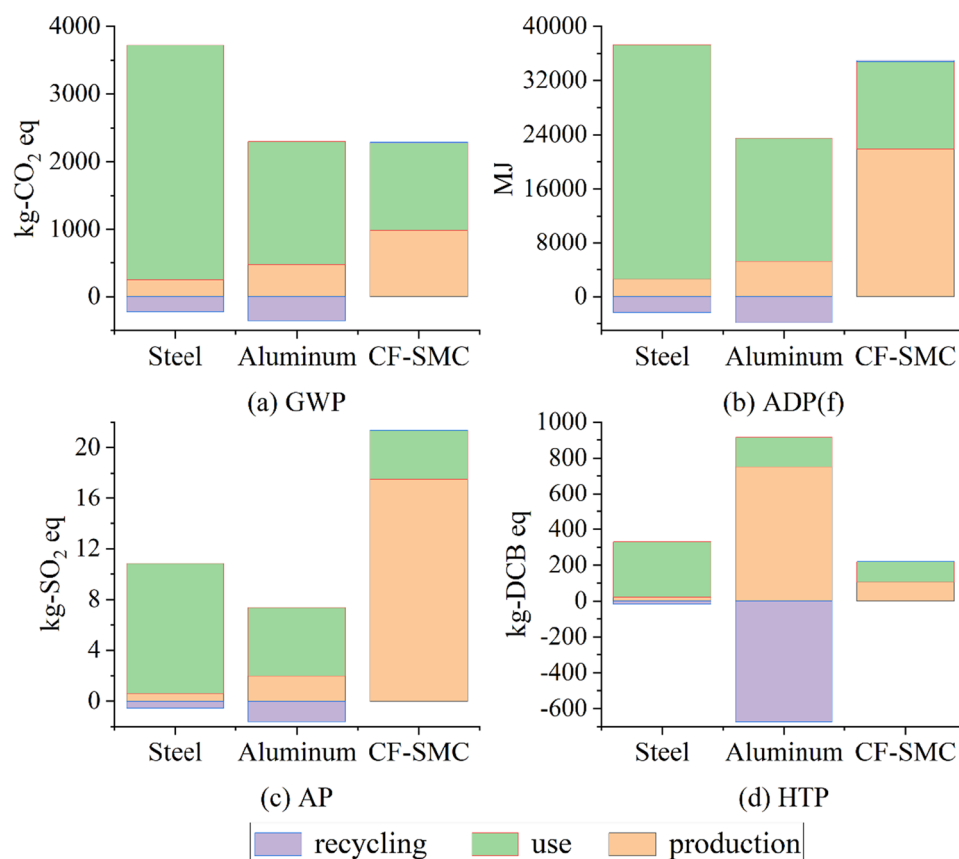 4000
3000
2000
1000
0
kg-CO2 eq
Steel Aluminum CF-SMC
(a) GWP
40000
32000
24000
16000
8000
0
MJ
Steel Aluminum CF-SMC
(b) ADP(f)
20
16
12
8
4
0
kg-SO2 eq
Steel Aluminum CF-SMC
(c) AP
1000
800
600
400
200
0
-200
-400
-600
kg-DCB eq
Steel Aluminum CF-SMC
(d) HTP
recycling use production